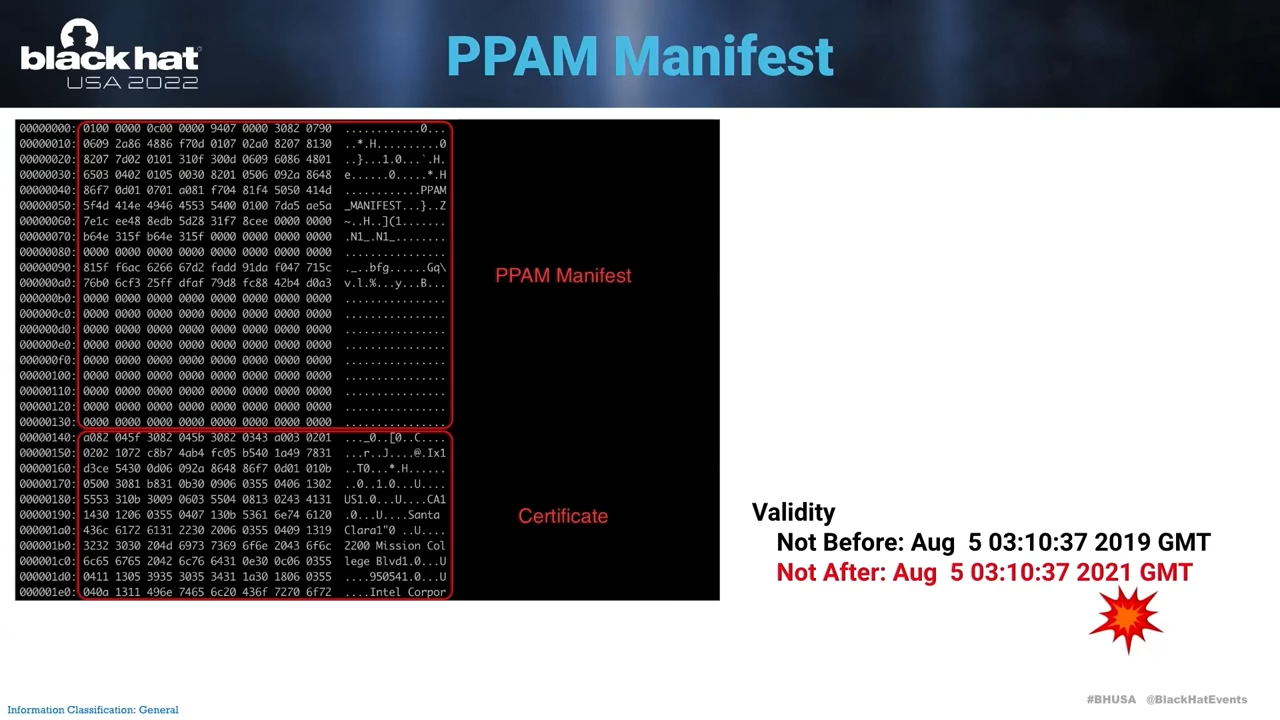 blackhat
USA 2022
PPAM Manifest
00000000: 0100 0000 0c00 0000 9407 0000 3082 0790 ............0...
00000010: 0609 2a86 4886 f70d 0107 02a0 8207 8130 ..*.H..........0
00000020: 8207 7d02 0101 310f 300d 0609 6086 4801 ..}...1.0...`.H.
00000030: 6503 0402 0105 0030 8201 0506 092a 8648 e......0.....*.H
00000040: 86f7 0d01 0701 a081 f704 81f4 5050 414d ............PPAM
00000050: 5f4d 414e 4946 4553 5400 0100 7da5 ae5a _MANIFEST...}..Z
00000060: 7e1c ee48 8edb 5d28 31f7 8cee 0000 0000 ~..H..](1.......
00000070: b64e 315f b64e 315f 0000 0000 0000 0000 .N1_.N1_........
00000080: 0000 0000 0000 0000 0000 0000 0000 0000 ................
00000090: 815f f6ac 6266 67d2 fadd 91da f047 715c ._..bfg......Gq\
000000a0: 76b0 6cf3 25ff dfaf 79d8 fc88 42b4 d0a3 v.l.%...y...B...
000000b0: 0000 0000 0000 0000 0000 0000 0000 0000 ................
000000c0: 0000 0000 0000 0000 0000 0000 0000 0000 ................
000000d0: 0000 0000 0000 0000 0000 0000 0000 0000 ................
000000e0: 0000 0000 0000 0000 0000 0000 0000 0000 ................
000000f0: 0000 0000 0000 0000 0000 0000 0000 0000 ................
00000100: 0000 0000 0000 0000 0000 0000 0000 0000 ................
00000110: 0000 0000 0000 0000 0000 0000 0000 0000 ................
00000120: 0000 0000 0000 0000 0000 0000 0000 0000 ................
00000130: 0000 0000 0000 0000 0000 0000 0000 0000 ................
PPAM Manifest
00000140: a082 045f 3082 045b 3082 0343 a003 0201 ..._0..[0..C....
00000150: 0202 1072 c8b7 4ab4 fc05 b540 1a49 7831 ...r..J....@.Ix1
00000160: d3ce 5430 0d06 092a 8648 86f7 0d01 010b ..T0...*.H......
00000170: 0500 3081 b831 0b30 0906 0355 0406 1302 ..0..1.0...U....
00000180: 5553 310b 3009 0603 5504 0813 0243 4131 US1.0...U....CA1
00000190: 1430 1206 0355 0407 130b 5361 6e74 6120 .0...U....Santa
000001a0: 436c 6172 6131 2230 2006 0355 0409 1319 Clara1"0 ..U....
000001b0: 3232 3030 204d 6973 7369 6f6e 2043 6f6c 2200 Mission Col
000001c0: 6c65 6765 2042 6c76 6431 0e30 0c06 0355 lege Blvd1.0...U
000001d0: 0411 1305 3935 3035 3431 1a30 1806 0355 ....950541.0...U
000001e0: 040a 1311 496e 7465 6c20 436f 7270 6f72 ....Intel Corpor
Certificate
Validity
Not Before: Aug 5 03:10:37 2019 GMT
Not After: Aug 5 03:10:37 2021 GMT
#BHUSA @BlackHatEvents
Information Classification: General